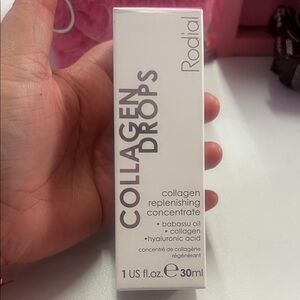 Rodial
COLLAGEN
DROPS
collagen
replenishing
concentrate
• babassu oil
• collagen
•hyaluronic acid
concentré de collagène
régénérant
1 US fl.oz. ℮ 30ml